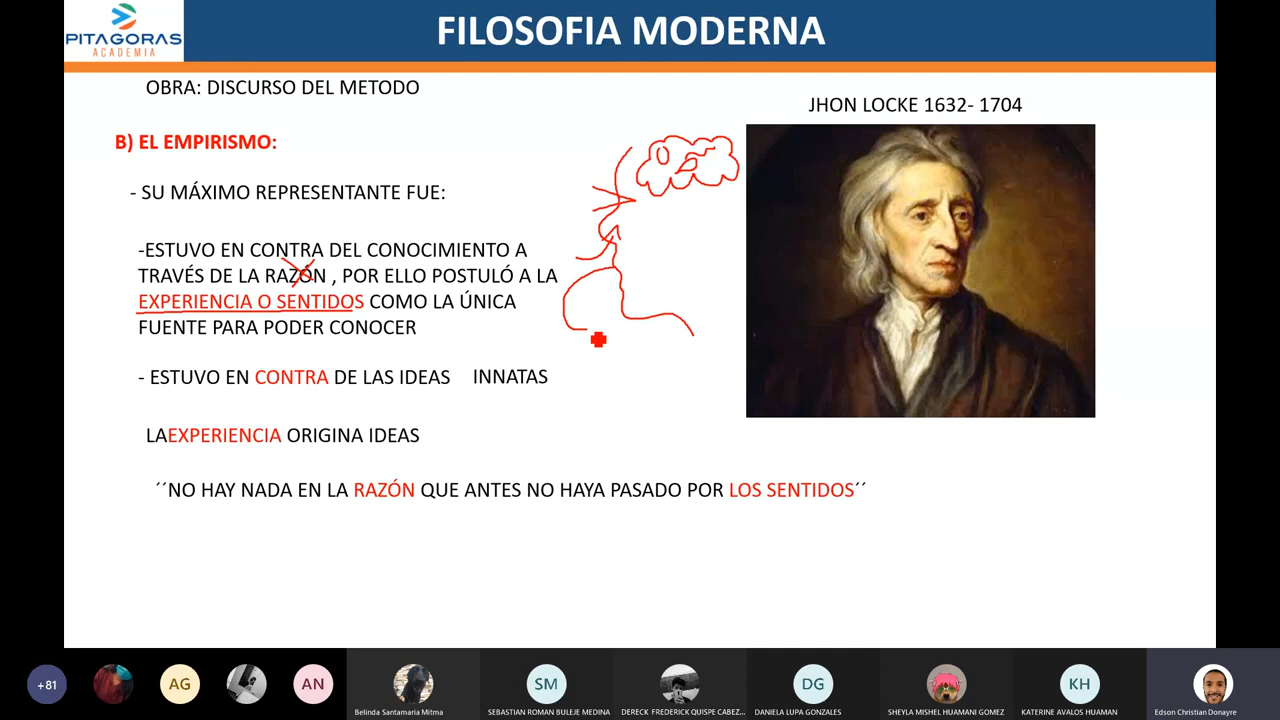 PITAGORAS
ACADEMIA
FILOSOFIA MODERNA
OBRA: DISCURSO DEL METODO
JHON LOCKE 1632- 1704
B) EL EMPIRISMO:
- SU MÁXIMO REPRESENTANTE FUE:
-ESTUVO EN CONTRA DEL CONOCIMIENTO A
TRAVÉS DE LA RAZÓN , POR ELLO POSTULÓ A LA
EXPERIENCIA O SENTIDOS COMO LA ÚNICA
FUENTE PARA PODER CONOCER
- ESTUVO EN CONTRA DE LAS IDEAS INNATAS
LAEXPERIENCIA ORIGINA IDEAS
´´NO HAY NADA EN LA RAZÓN QUE ANTES NO HAYA PASADO POR LOS SENTIDOS´´
+81
AG
AN
Belinda Santamaria Mitma
SM
SEBASTIAN ROMAN BULEJE MEDINA
DERECK FREDERICK QUISPE CABEZ...
DG
DANIELA LUPA GONZALES
SHEYLA MISHEL HUAMANI GOMEZ
KH
KATERINE AVALOS HUAMAN
Edson Christian Donayre